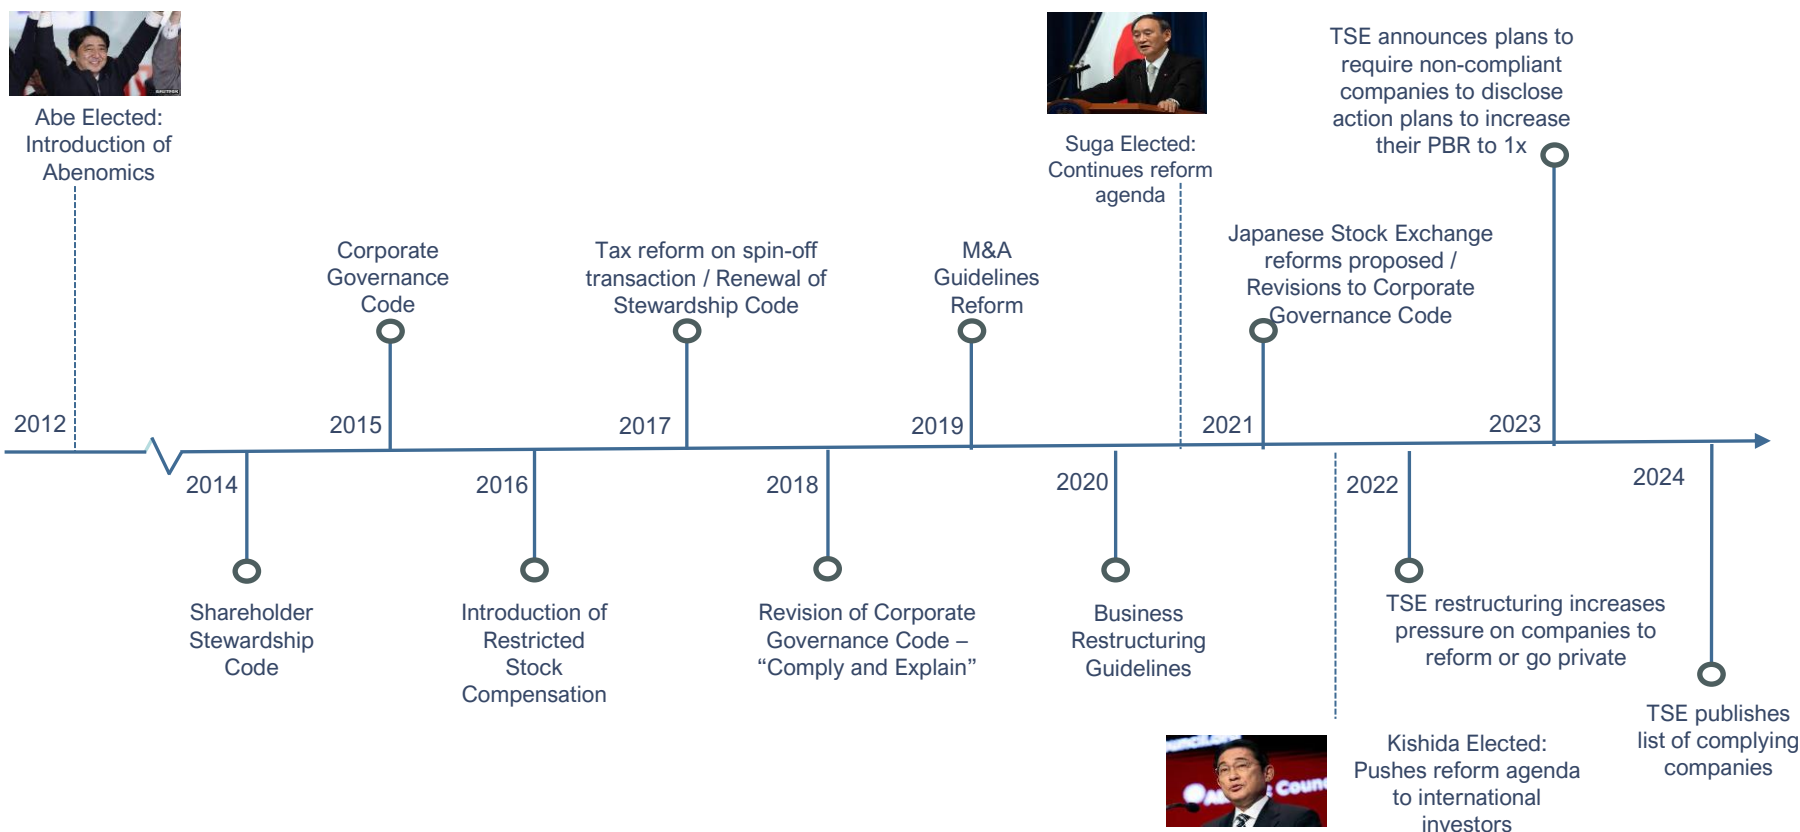 Abe Elected:
Introduction of
Abenomics
Suga Elected:
Continues reform
agenda
TSE announces plans to
require non-compliant
companies to disclose
action plans to increase
their PBR to 1x
Corporate
Governance
Code
Tax reform on spin-off
transaction / Renewal of
Stewardship Code
M&A
Guidelines
Reform
Japanese Stock Exchange
reforms proposed /
Revisions to Corporate
Governance Code
2012
2015
2017
2019
2021
2023
2014
2016
2018
2020
2022
2024
Shareholder
Stewardship
Code
Introduction of
Restricted
Stock
Compensation
Revision of Corporate
Governance Code –
“Comply and Explain”
Business
Restructuring
Guidelines
TSE restructuring increases
pressure on companies to
reform or go private
TSE publishes
list of complying
companies
Kishida Elected:
Pushes reform agenda
to international
investors